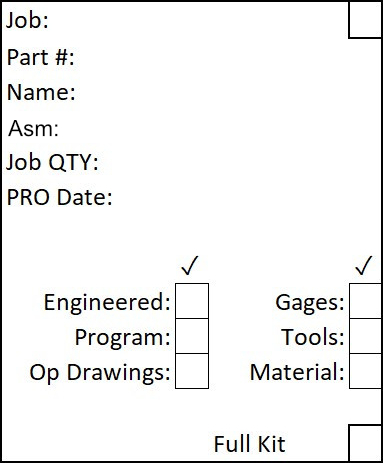 Job:
Part #:
Name:
Asm:
Job QTY:
PRO Date:
✓ ✓
Engineered: Gages:
Program: Tools:
Op Drawings: Material:
Full Kit